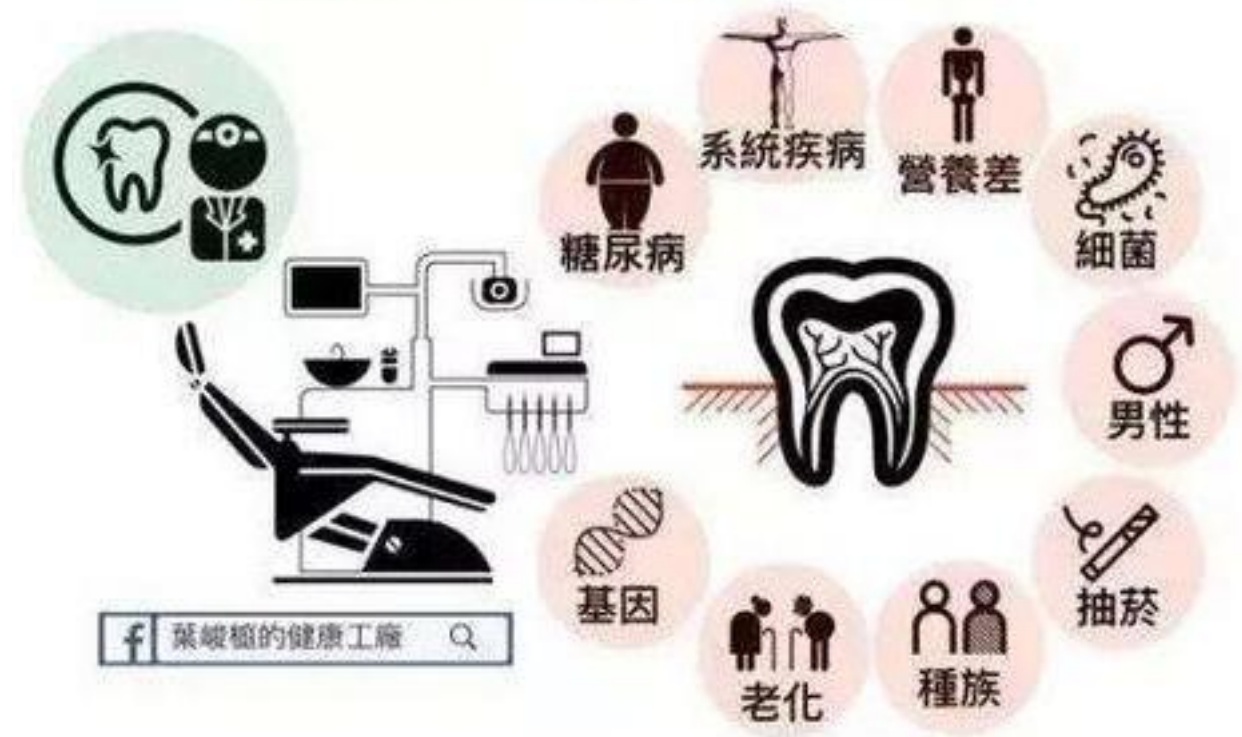 系統疾病
營養差
糖尿病
細菌
男性
基因
抽菸
老化
種族
f 葉峻榳的健康工廠